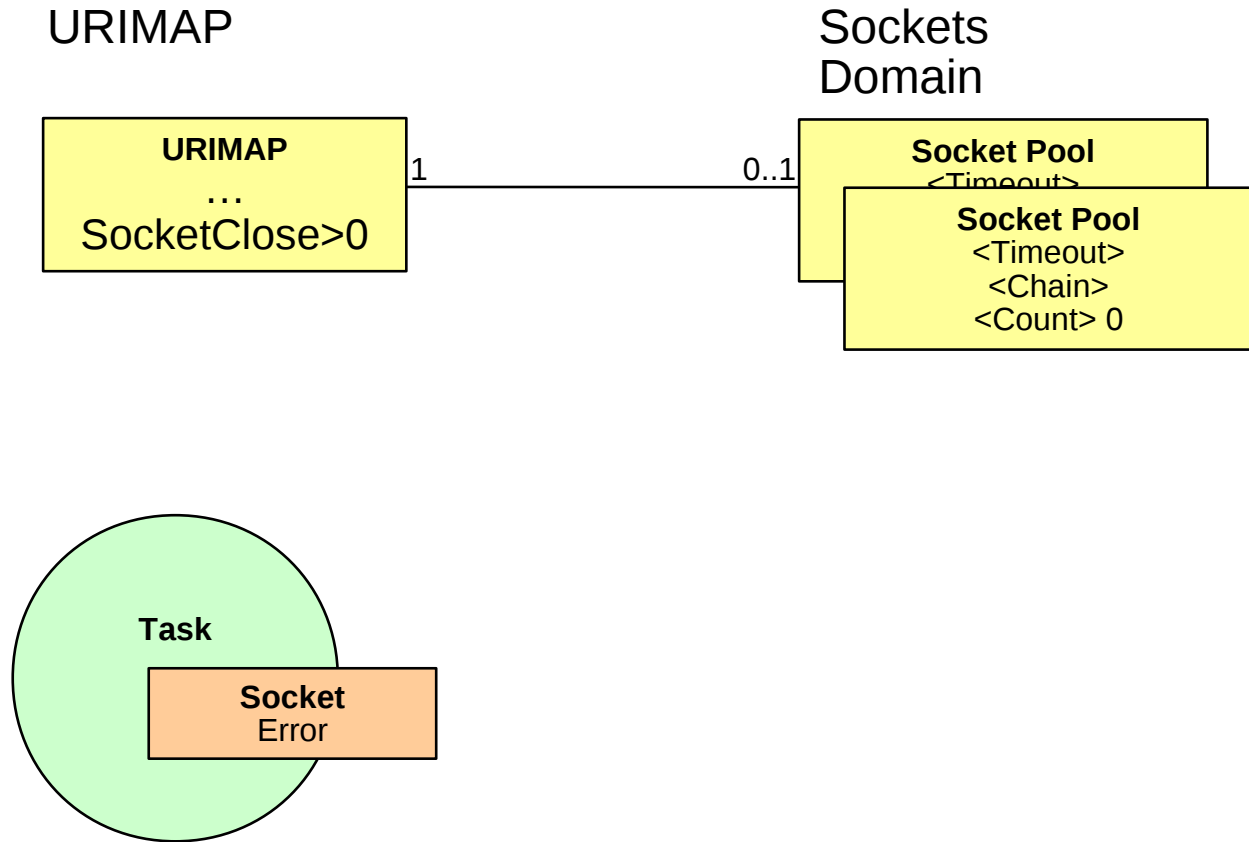 URIMAP
Sockets
Domain
URIMAP
…
SocketClose>0
1
0..1
Socket Pool
<Timeout>
Socket Pool
<Timeout>
<Chain>
<Count> 0
Task
Socket
Error